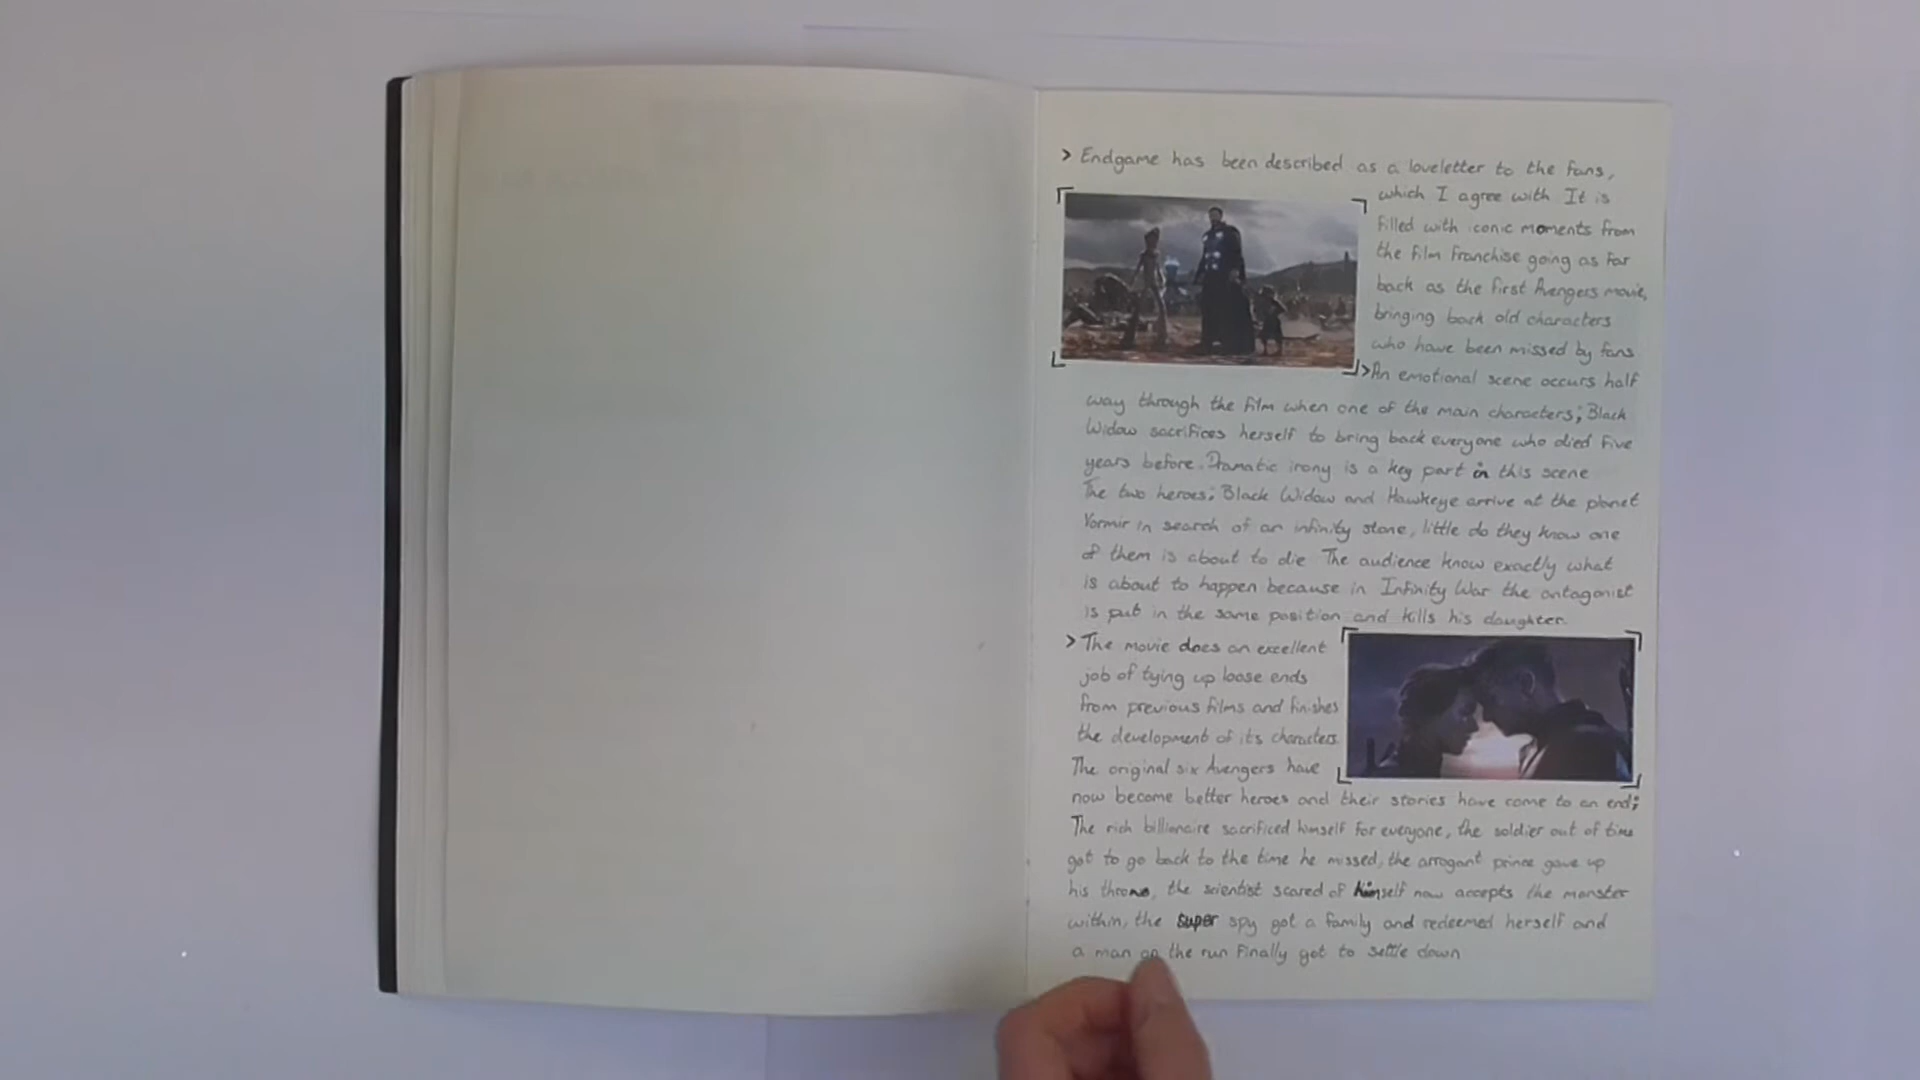 > Endgame has been described as a loveletter to the fans,
which I agree with It is
filled with iconic moments from
the film franchise going as far
back as the first Avengers movie,
bringing back old characters
who have been missed by fans
>An emotional scene occurs half
way through the film when one of the main characters; Black
Widow sacrifices herself to bring back everyone who died five
years before. Dramatic irony is a key part in this scene
The two heroes; Black Widow and Hawkeye arrive at the planet
Vormir in search of an infinity stone, little do they know one
of them is about to die The audience know exactly what
is about to happen because in Infinity War the antagonist
is put in the same position and kills his daughter.
> The movie does an excellent
job of tying up loose ends
from previous films and finishes
the development of its characters.
The original six Avengers have
now become better heroes and their stories have come to an end;
The rich billionaire sacrificed himself for everyone, the soldier out of time
got to go back to the time he missed, the arrogant prince gave up
his throne, the scientist scared of himself now accepts the monster
within, the super spy got a family and redeemed herself and
a man on the run finally got to settle down